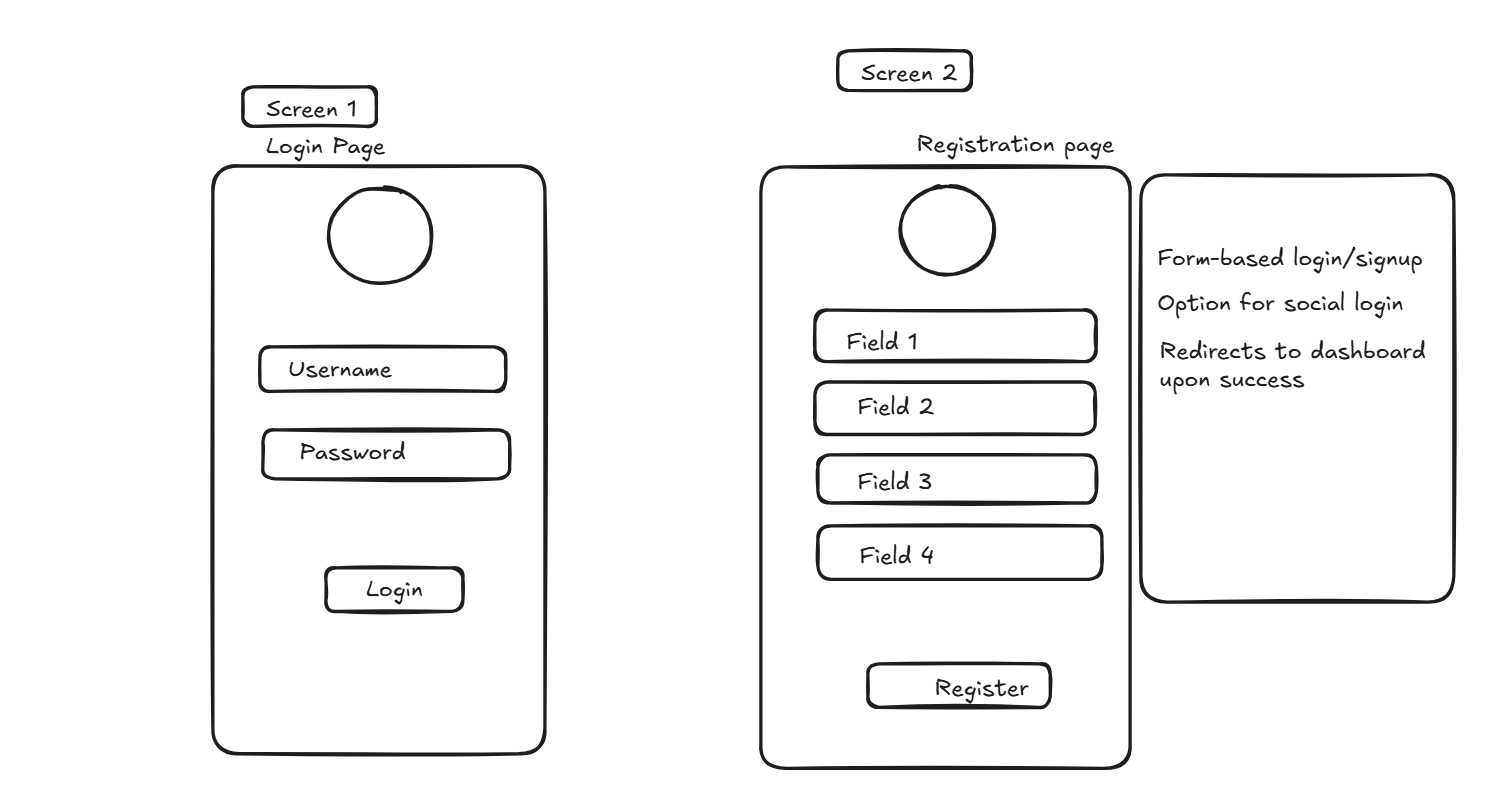 Screen 1
Login Page
Username
Password
Login
Screen 2
Registration page
Field 1
Field 2
Field 3
Field 4
Register
Form-based login/signup
Option for social login
Redirects to dashboard
upon success